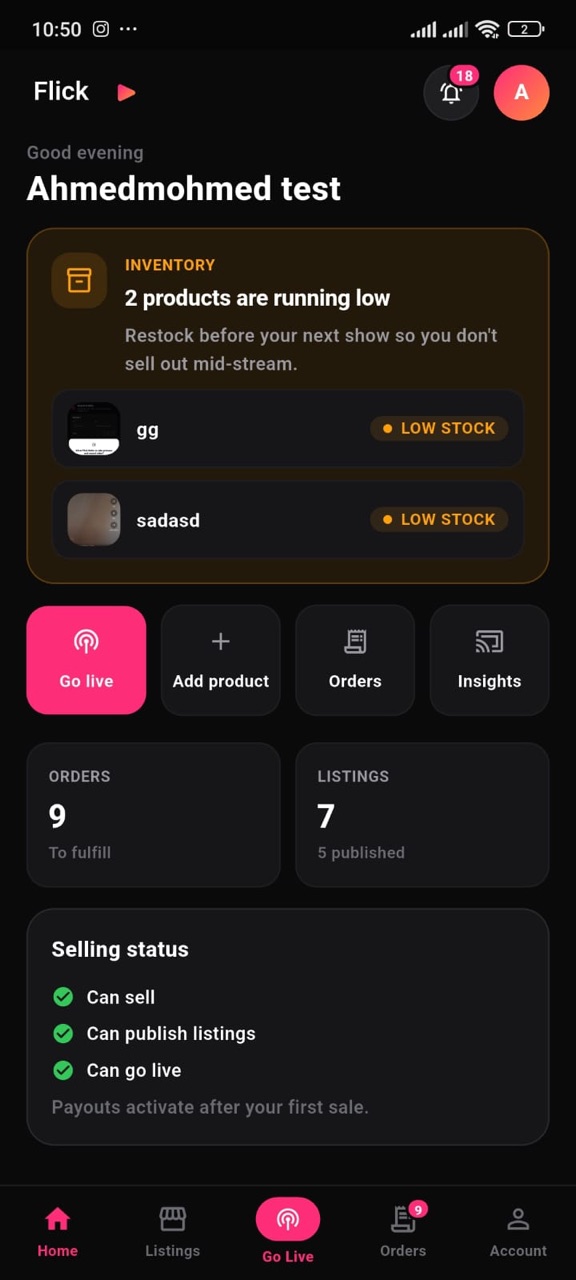 10:50
2
Flick
18
A
Good evening
Ahmedmohmed test
INVENTORY
2 products are running low
Restock before your next show so you don't
sell out mid-stream.
gg
LOW STOCK
sadasd
LOW STOCK
Go live
Add product
Orders
Insights
ORDERS
9
To fulfill
LISTINGS
7
5 published
Selling status
Can sell
Can publish listings
Can go live
Payouts activate after your first sale.
Home
Listings
Go Live
9
Orders
Account